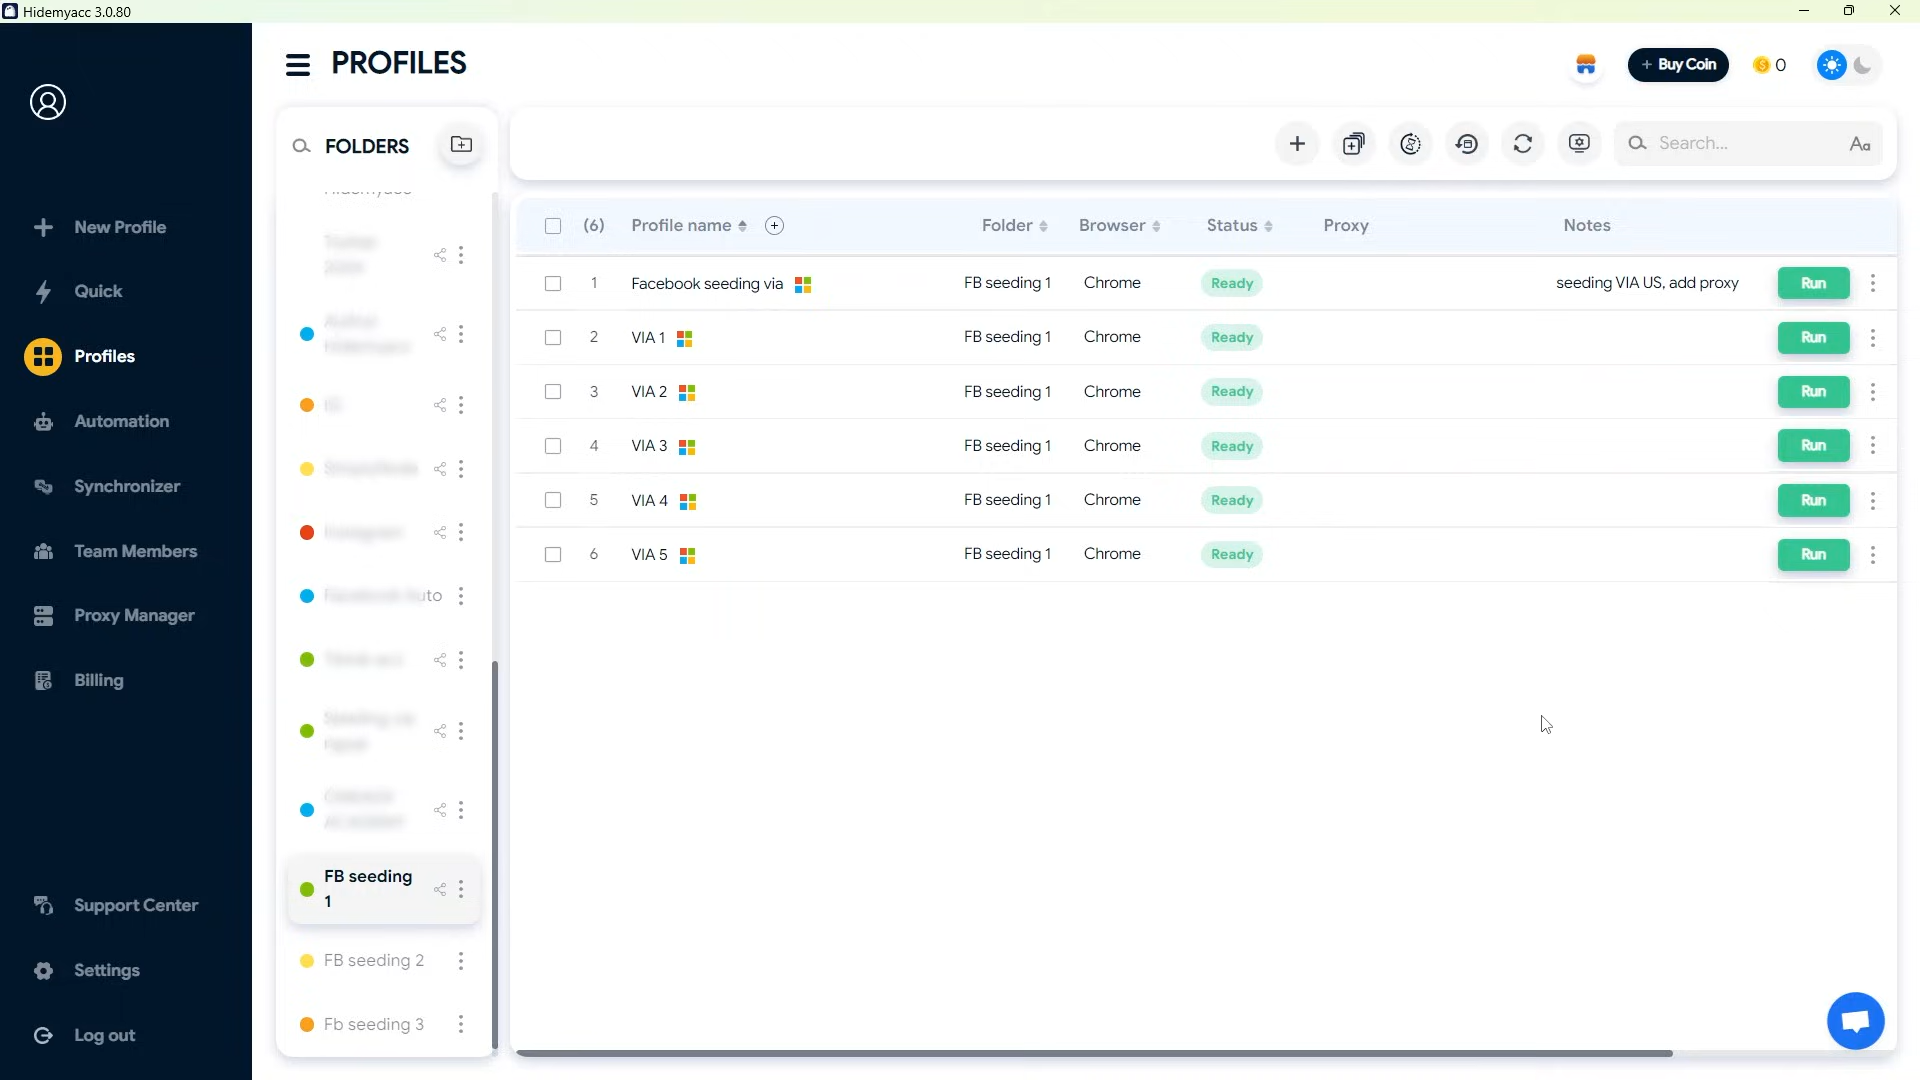 Hidemyacc 3.0.80
PROFILES
+ Buy Coin
0
New Profile
Quick
Profiles
Automation
Synchronizer
Team Members
Proxy Manager
Billing
Support Center
Settings
Log out
FOLDERS
FB seeding
1
FB seeding 2
Fb seeding 3
Search...
Aa
(6) Profile name Folder Browser Status Proxy Notes
1 Facebook seeding via FB seeding 1 Chrome Ready seeding VIA US, add proxy Run
2 VIA 1 FB seeding 1 Chrome Ready Run
3 VIA 2 FB seeding 1 Chrome Ready Run
4 VIA 3 FB seeding 1 Chrome Ready Run
5 VIA 4 FB seeding 1 Chrome Ready Run
6 VIA 5 FB seeding 1 Chrome Ready Run